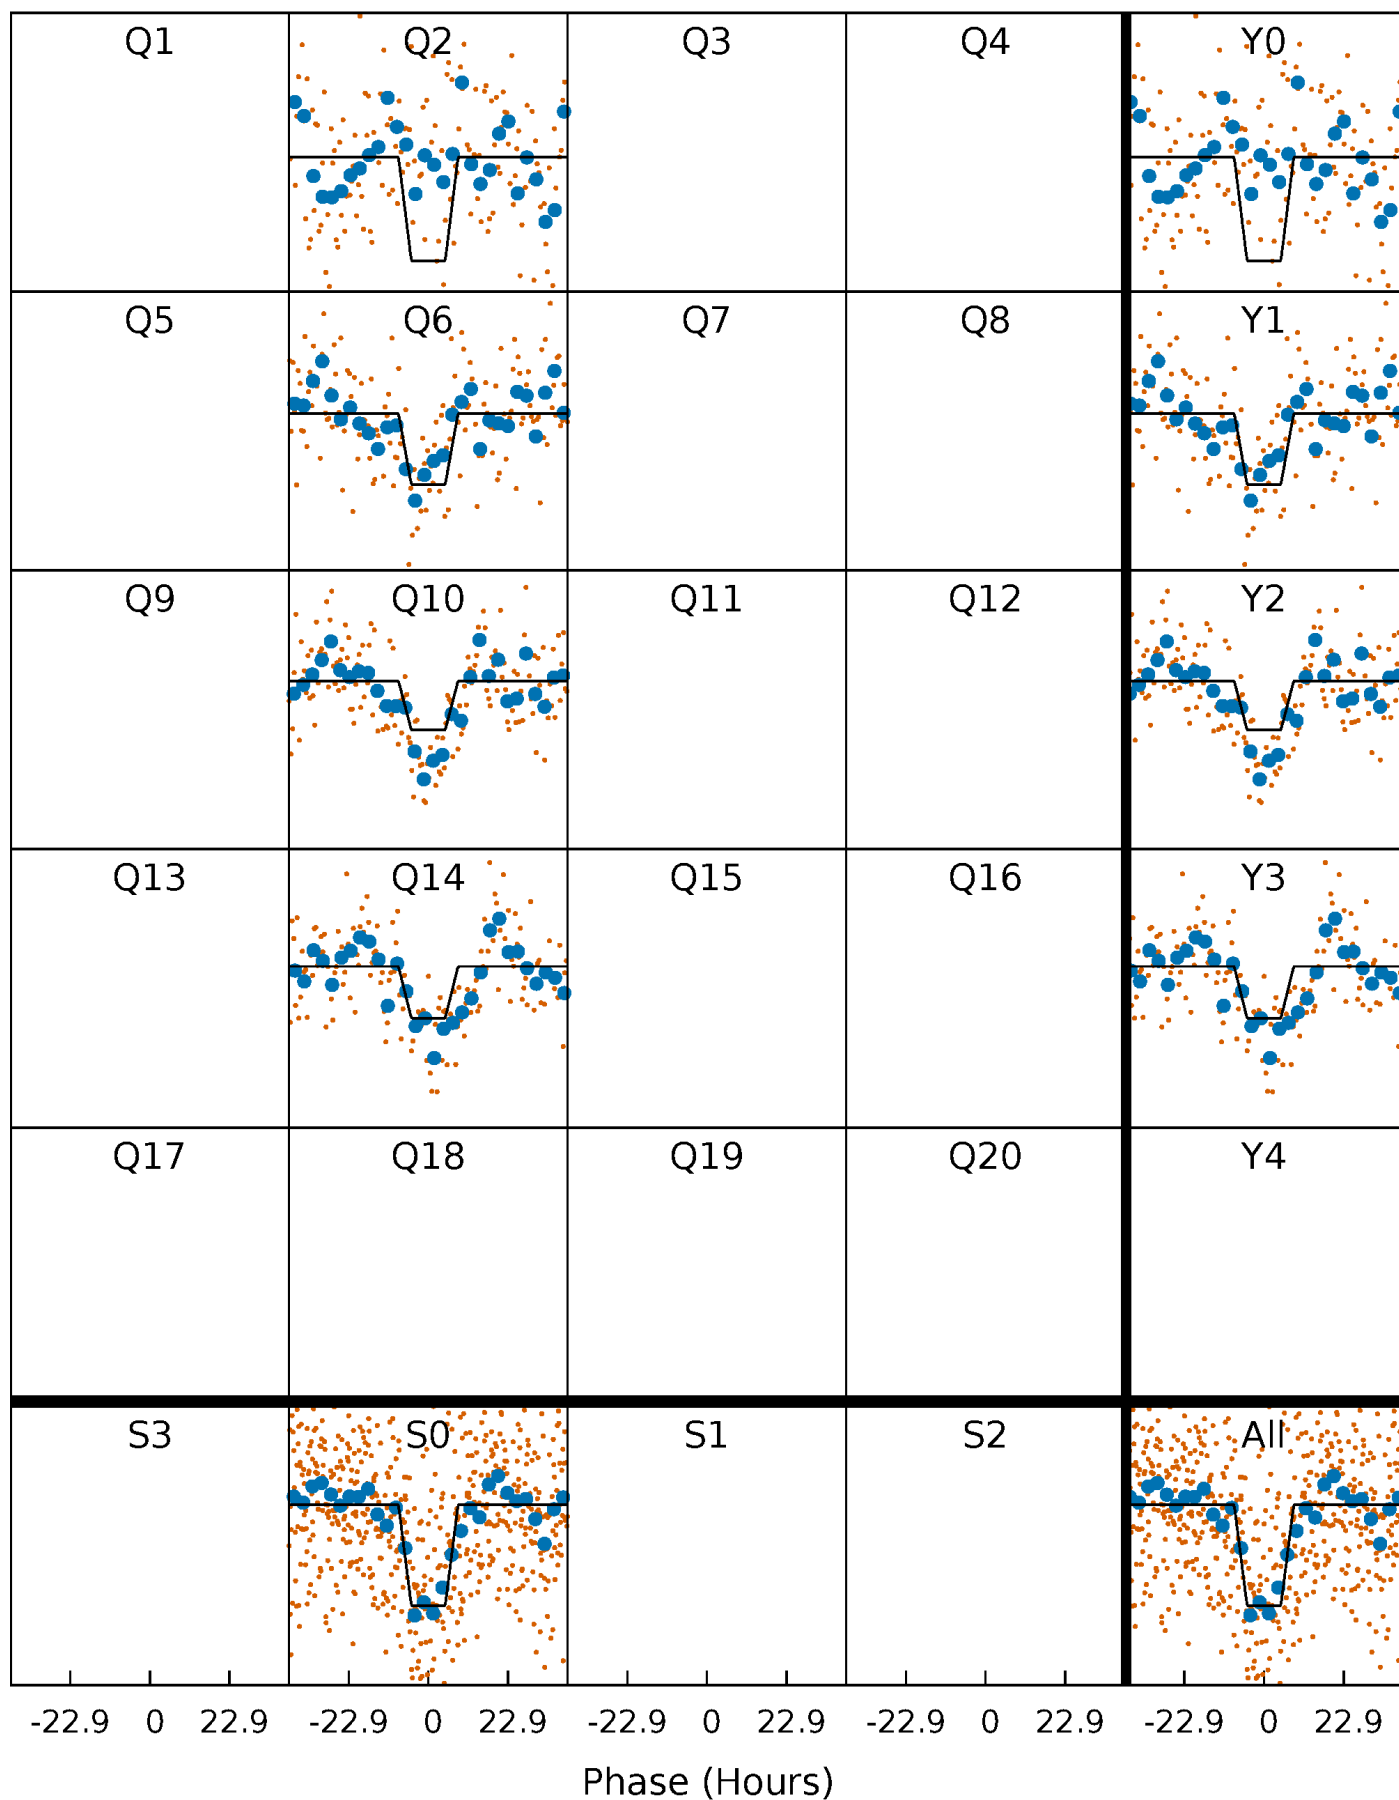 Q1 Q2 Q3 Q4 Y0
Q5 Q6 Q7 Q8 Y1
Q9 Q10 Q11 Q12 Y2
Q13 Q14 Q15 Q16 Y3
Q17 Q18 Q19 Q20 Y4
S3 S0 S1 S2 All
-22.9 0 22.9 -22.9 0 22.9 -22.9 0 22.9 -22.9 0 22.9 -22.9 0 22.9
Phase (Hours)